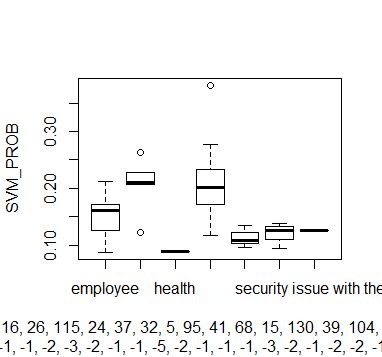 SVM_PROB
0.30
0.20
0.10
employee health security issue with the
16, 26, 115, 24, 37, 32, 5, 95, 41, 68, 15, 130, 39, 104,
-1, -1, -2, -3, -2, -1, -1, -5, -2, -1, -1, -1, -3, -2, -1, -2, -2, -1